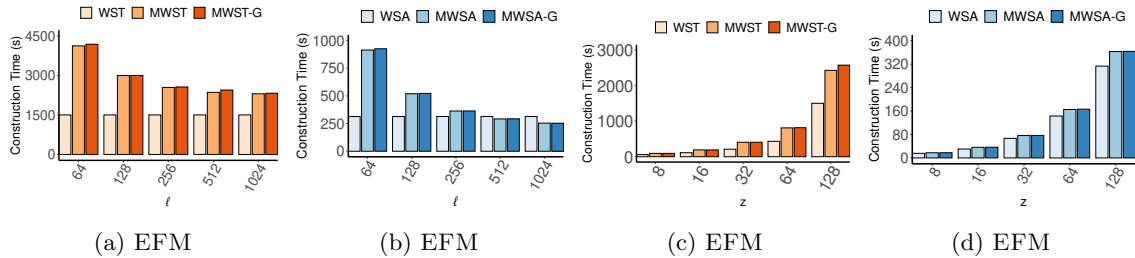 WST MWST MWST-G
Construction Time (s)
4500
3000
1500
0
64 128 256 512 1024
ℓ
(a) EFM
WSA MWSA MWSA-G
Construction Time (s)
1000
750
500
250
0
64 128 256 512 1024
ℓ
(b) EFM
WST MWST MWST-G
Construction Time (s)
3000
2000
1000
0
8 16 32 64 128
z
(c) EFM
WSA MWSA MWSA-G
Construction Time (s)
400
320
240
160
80
0
8 16 32 64 128
z
(d) EFM